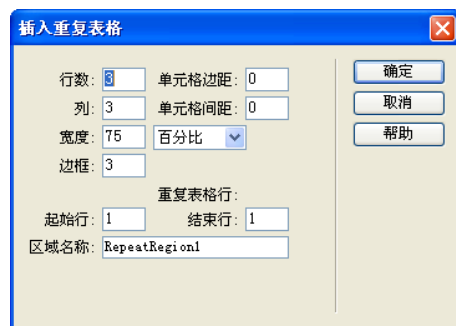 插入重复表格
行数: 3 单元格边距: 0 确定
列: 3 单元格间距: 0 取消
宽度: 75 百分比 帮助
边框: 3
重复表格行:
起始行: 1 结束行: 1
区域名称: RepeatRegion1